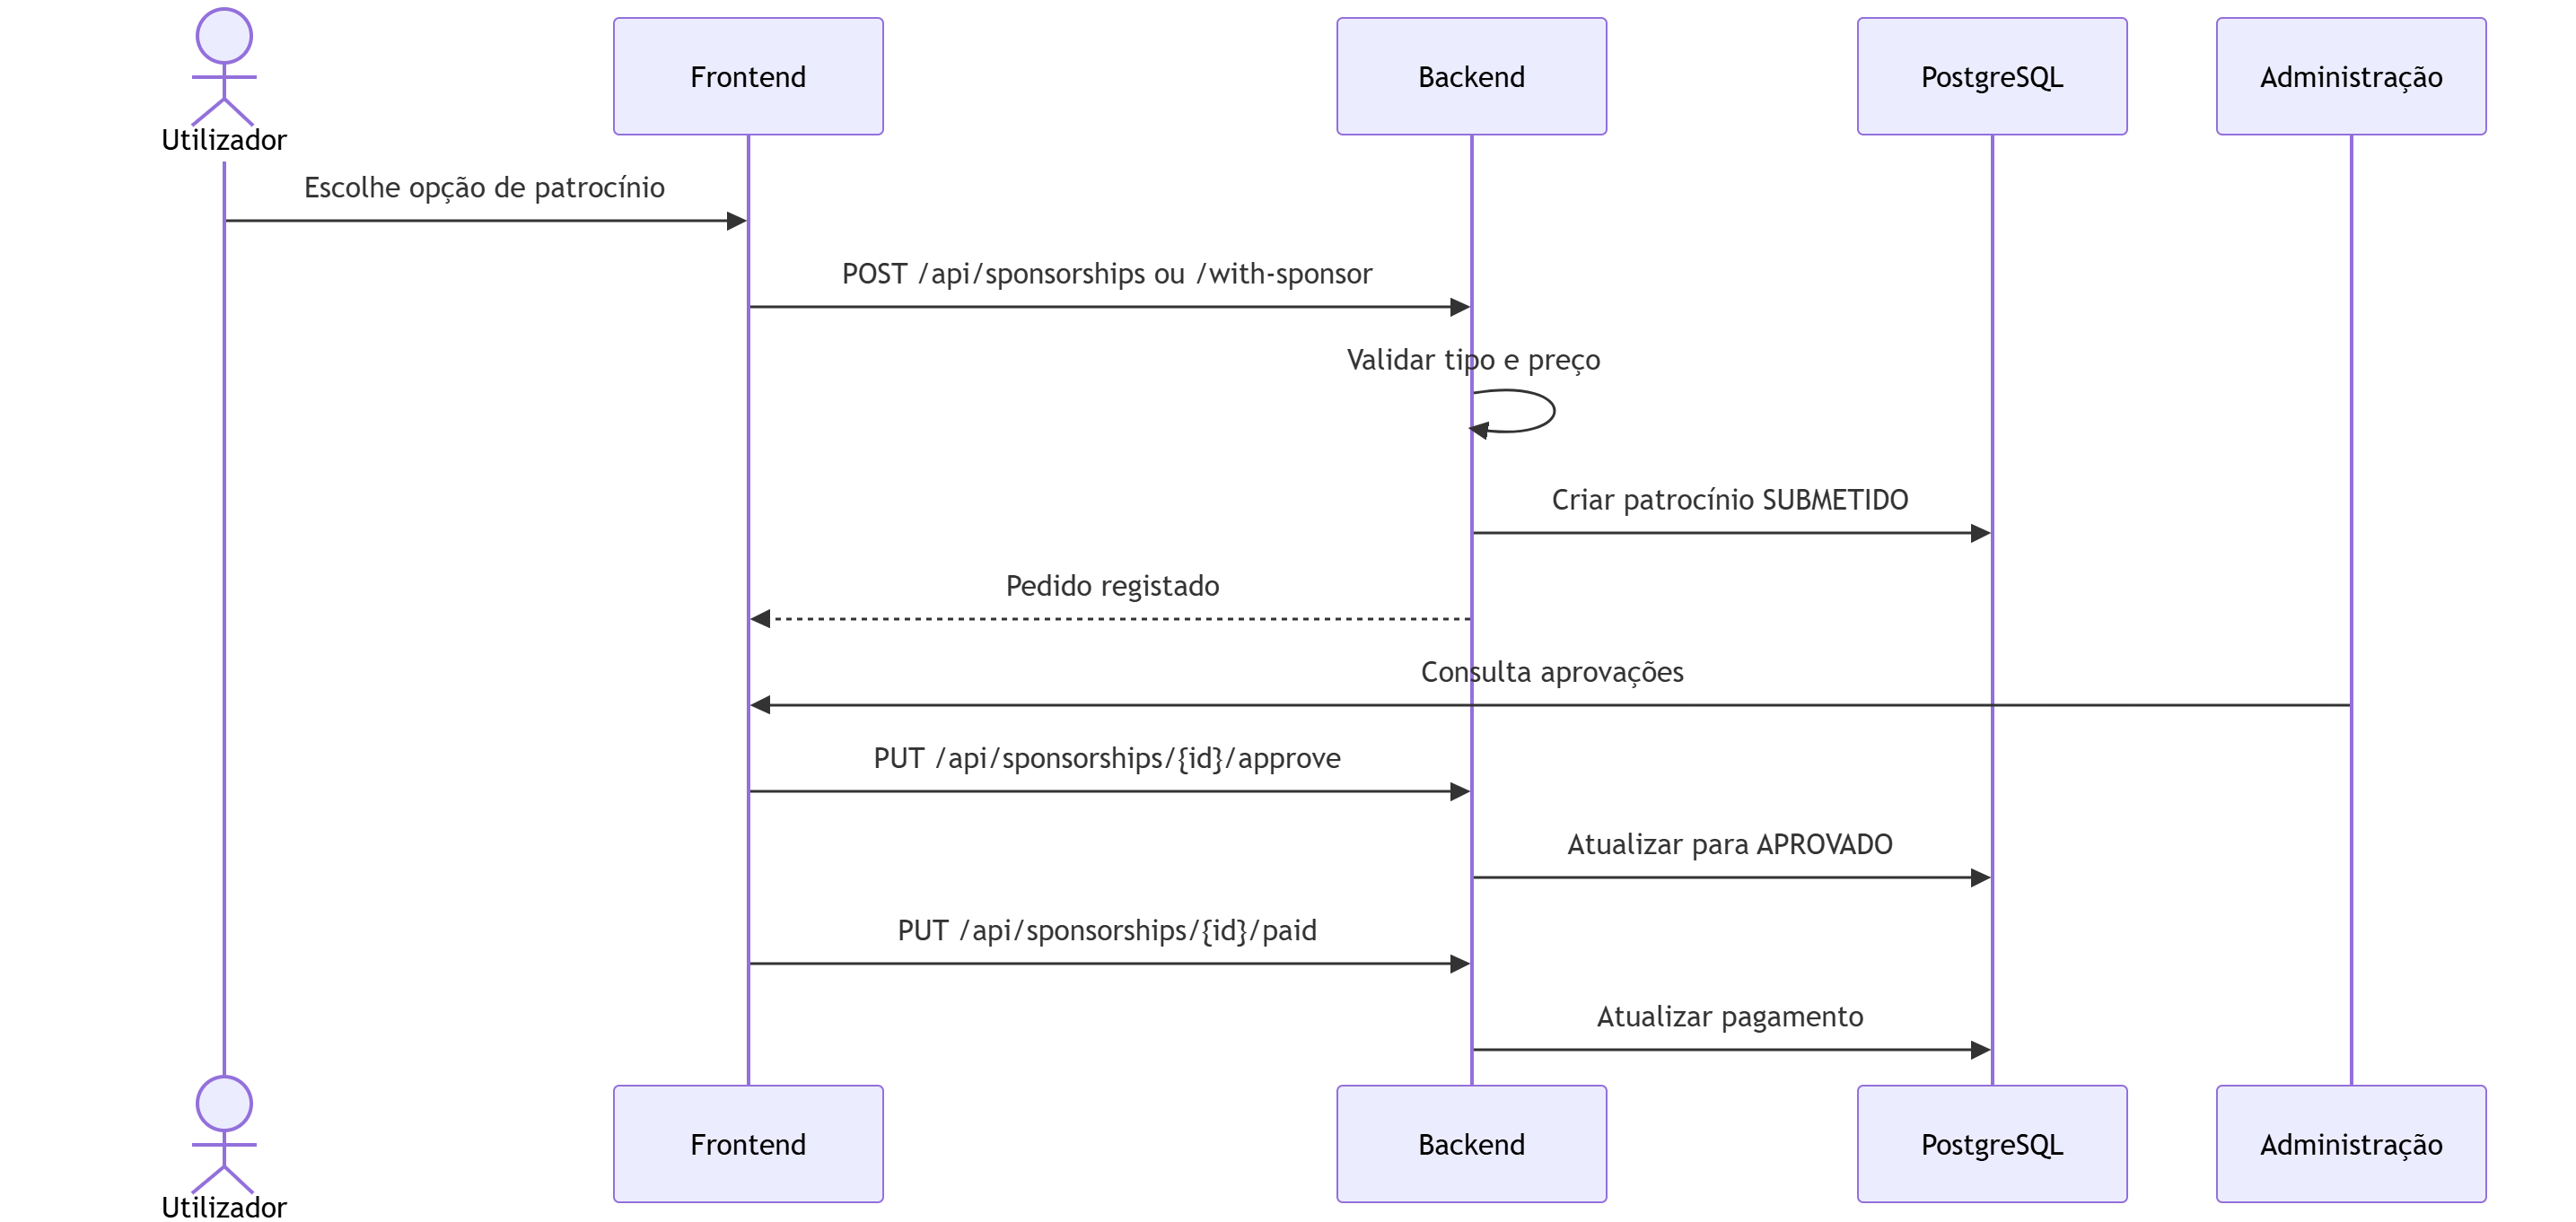 Utilizador
Frontend
Backend
PostgreSQL
Administração
Escolhe opção de patrocínio
POST /api/sponsorships ou /with-sponsor
Validar tipo e preço
Criar patrocínio SUBMETIDO
Pedido registado
Consulta aprovações
PUT /api/sponsorships/{id}/approve
Atualizar para APROVADO
PUT /api/sponsorships/{id}/paid
Atualizar pagamento
Utilizador
Frontend
Backend
PostgreSQL
Administração